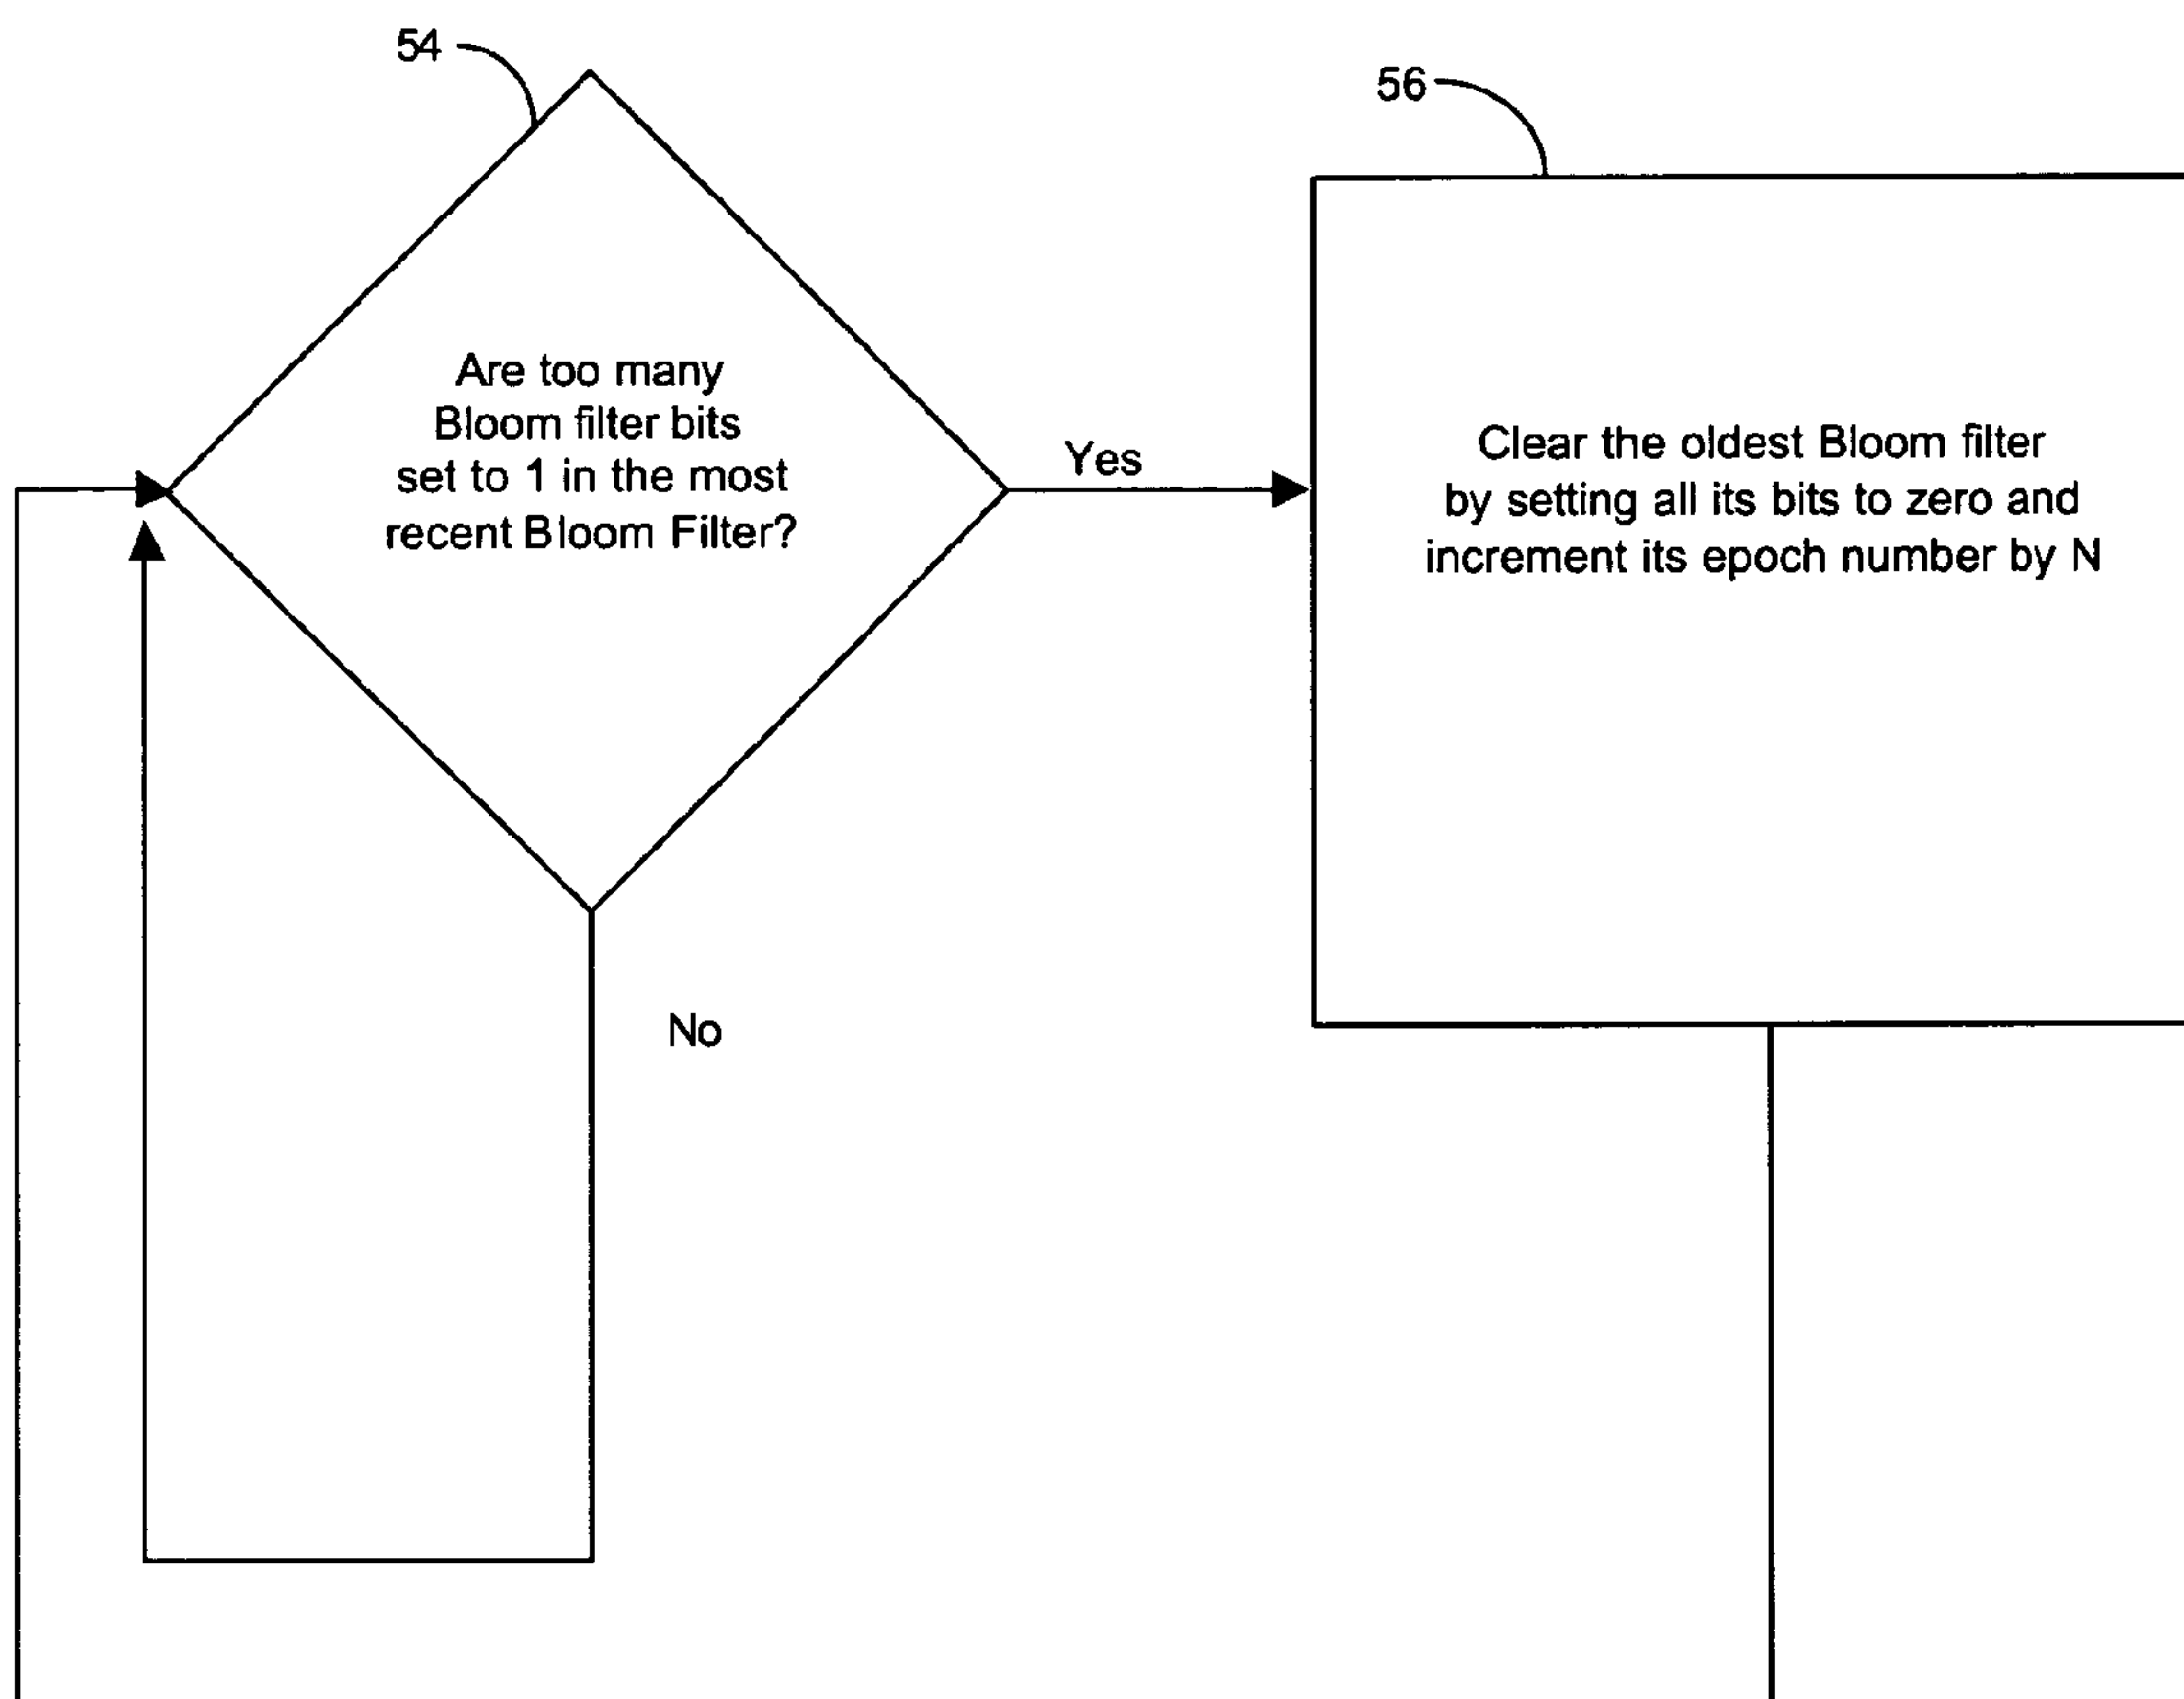 54
Are too many
Bloom filter bits
set to 1 in the most
recent Bloom Filter?
Yes
No
56
Clear the oldest Bloom filter
by setting all its bits to zero and
increment its epoch number by N